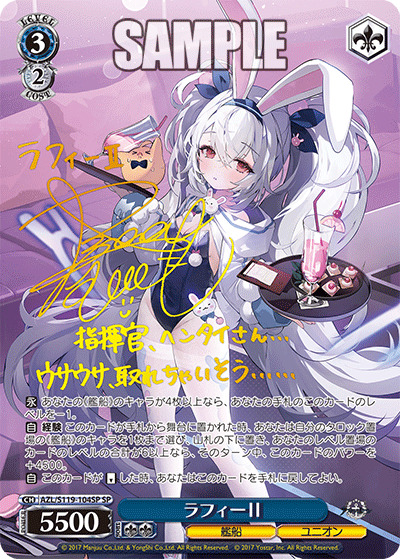 LEVEL
3
2
COST
SAMPLE
ラフィーII
指揮官、ヘンタイさん…
ウサウサ、取れちゃいそう……
永 あなたの《艦船》のキャラが4枚以上なら、あなたの手札のこのカードのレベルを-1。
自 経験 このカードが手札から舞台に置かれた時、あなたは自分のクロック置場の《艦船》のキャラを1枚まで選び、山札の下に置き、あなたのレベル置場のカードのレベルの合計が6以上なら、そのターン中、このカードのパワーを+4500。
自 このカードが、した時、あなたはこのカードを手札に戻してよい。
CH AZL/S119-104SP SP
POWER
5500
ラフィーII
艦船
ユニオン
© 2017 Manjuu Co.,Ltd. & YongShi Co.,Ltd. All Rights Reserved. © 2017 Yostar, Inc. All Rights Reserved.